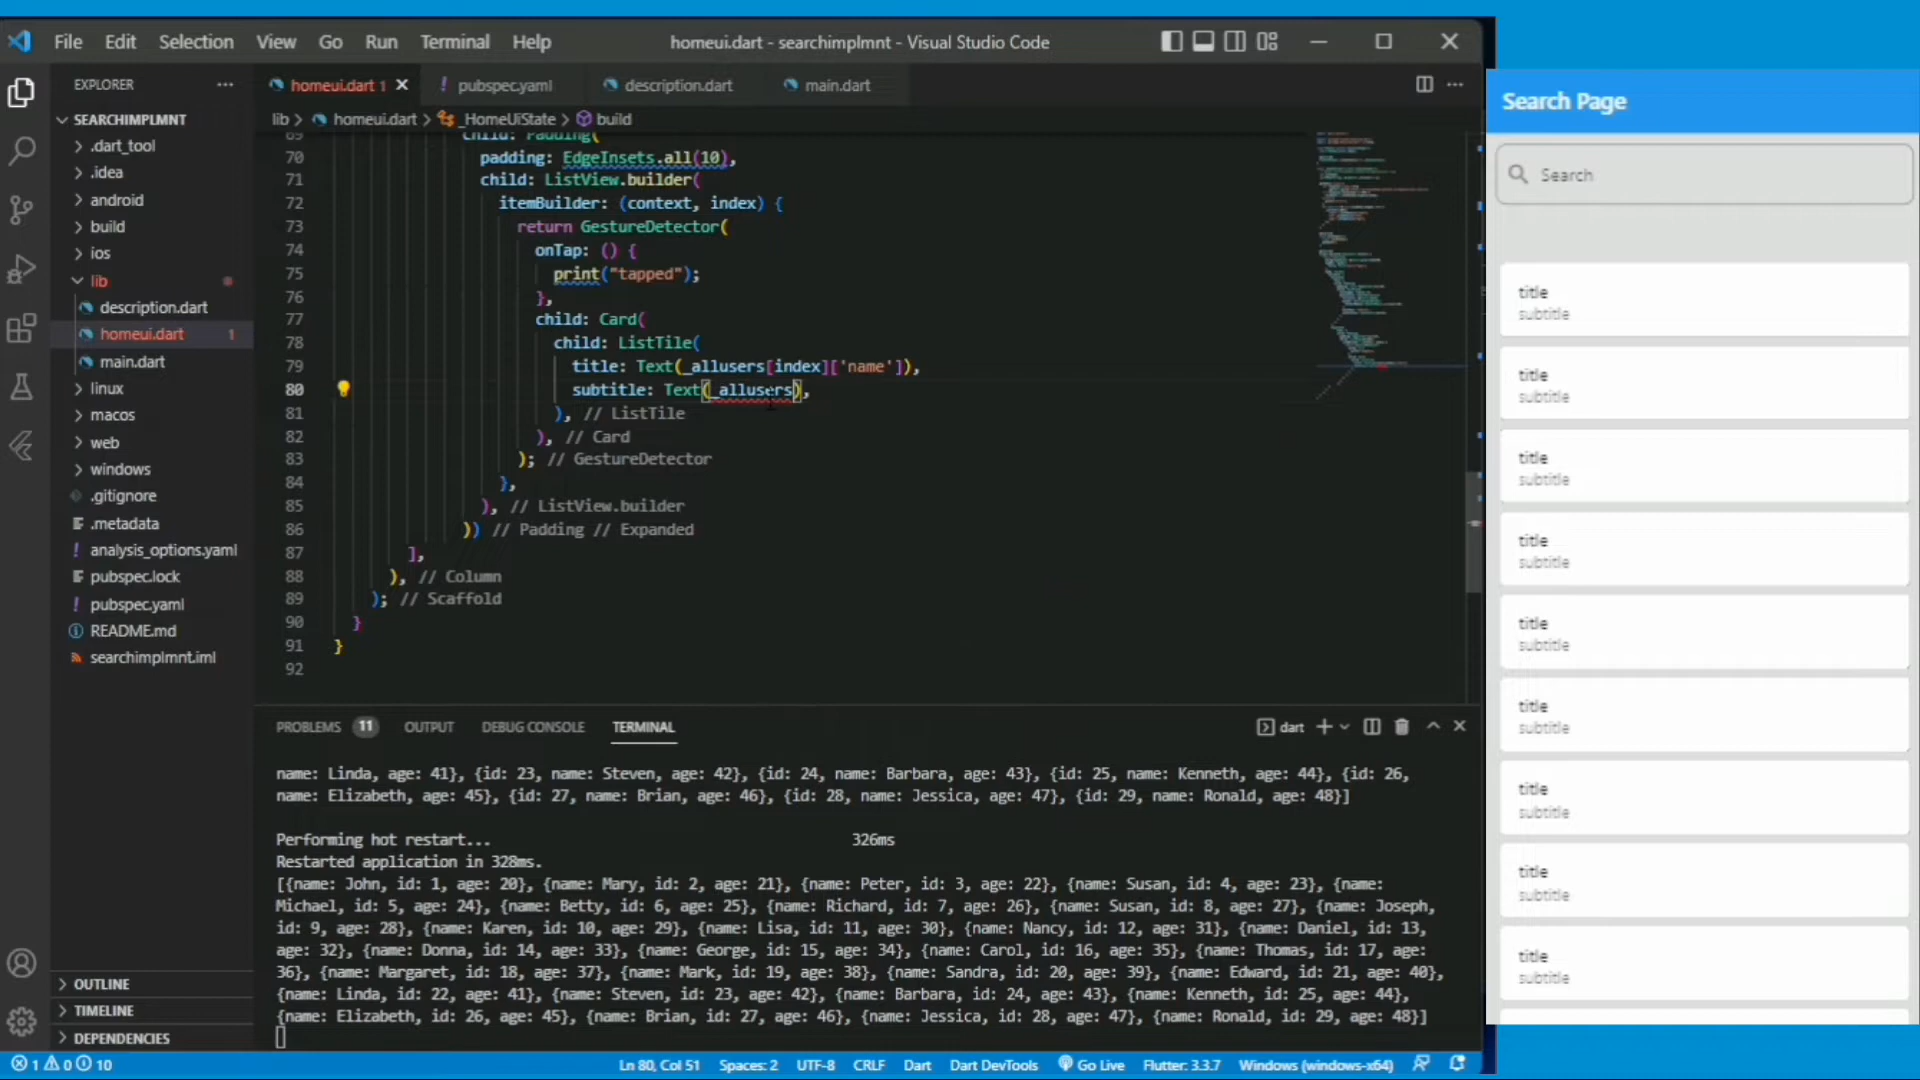 File Edit Selection View Go Run Terminal Help
homeui.dart - searchimplmnt - Visual Studio Code
EXPLORER
SEARCHIMPLMNT
.dart_tool
.idea
android
build
ios
lib
description.dart
homeui.dart 1
main.dart
linux
macos
web
windows
.gitignore
.metadata
analysis_options.yaml
pubspec.lock
pubspec.yaml
README.md
searchimplmnt.iml
OUTLINE
TIMELINE
DEPENDENCIES
homeui.dart 1
! pubspec.yaml
description.dart
main.dart
lib > homeui.dart > _HomeUiState > build
69 child: Padding(
70 padding: EdgeInsets.all(10),
71 child: ListView.builder(
72 itemBuilder: (context, index) {
73 return GestureDetector(
74 onTap: () {
75 print("tapped");
76 },
77 child: Card(
78 child: ListTile(
79 title: Text(_allusers[index]['name']),
80 subtitle: Text(_allusers),
81 ), // ListTile
82 ), // Card
83 ); // GestureDetector
84 },
85 ), // ListView.builder
86 )) // Padding // Expanded
87 ],
88 ), // Column
89 ); // Scaffold
90 }
91 }
92
PROBLEMS 11 OUTPUT DEBUG CONSOLE TERMINAL
dart
name: Linda, age: 41}, {id: 23, name: Steven, age: 42}, {id: 24, name: Barbara, age: 43}, {id: 25, name: Kenneth, age: 44}, {id: 26,
name: Elizabeth, age: 45}, {id: 27, name: Brian, age: 46}, {id: 28, name: Jessica, age: 47}, {id: 29, name: Ronald, age: 48}]
Performing hot restart... 326ms
Restarted application in 328ms.
[{name: John, id: 1, age: 20}, {name: Mary, id: 2, age: 21}, {name: Peter, id: 3, age: 22}, {name: Susan, id: 4, age: 23}, {name:
Michael, id: 5, age: 24}, {name: Betty, id: 6, age: 25}, {name: Richard, id: 7, age: 26}, {name: Susan, id: 8, age: 27}, {name: Joseph,
id: 9, age: 28}, {name: Karen, id: 10, age: 29}, {name: Lisa, id: 11, age: 30}, {name: Nancy, id: 12, age: 31}, {name: Daniel, id: 13,
age: 32}, {name: Donna, id: 14, age: 33}, {name: George, id: 15, age: 34}, {name: Carol, id: 16, age: 35}, {name: Thomas, id: 17, age:
36}, {name: Margaret, id: 18, age: 37}, {name: Mark, id: 19, age: 38}, {name: Sandra, id: 20, age: 39}, {name: Edward, id: 21, age: 40},
{name: Linda, id: 22, age: 41}, {name: Steven, id: 23, age: 42}, {name: Barbara, id: 24, age: 43}, {name: Kenneth, id: 25, age: 44},
{name: Elizabeth, id: 26, age: 45}, {name: Brian, id: 27, age: 46}, {name: Jessica, id: 28, age: 47}, {name: Ronald, id: 29, age: 48}]
1 0 10
Ln 80, Col 51 Spaces: 2 UTF-8 CRLF Dart Dart DevTools Go Live Flutter: 3.3.7 Windows (windows-x64)
Search Page
Search
title
subtitle
title
subtitle
title
subtitle
title
subtitle
title
subtitle
title
subtitle
title
subtitle
title
subtitle
title
subtitle